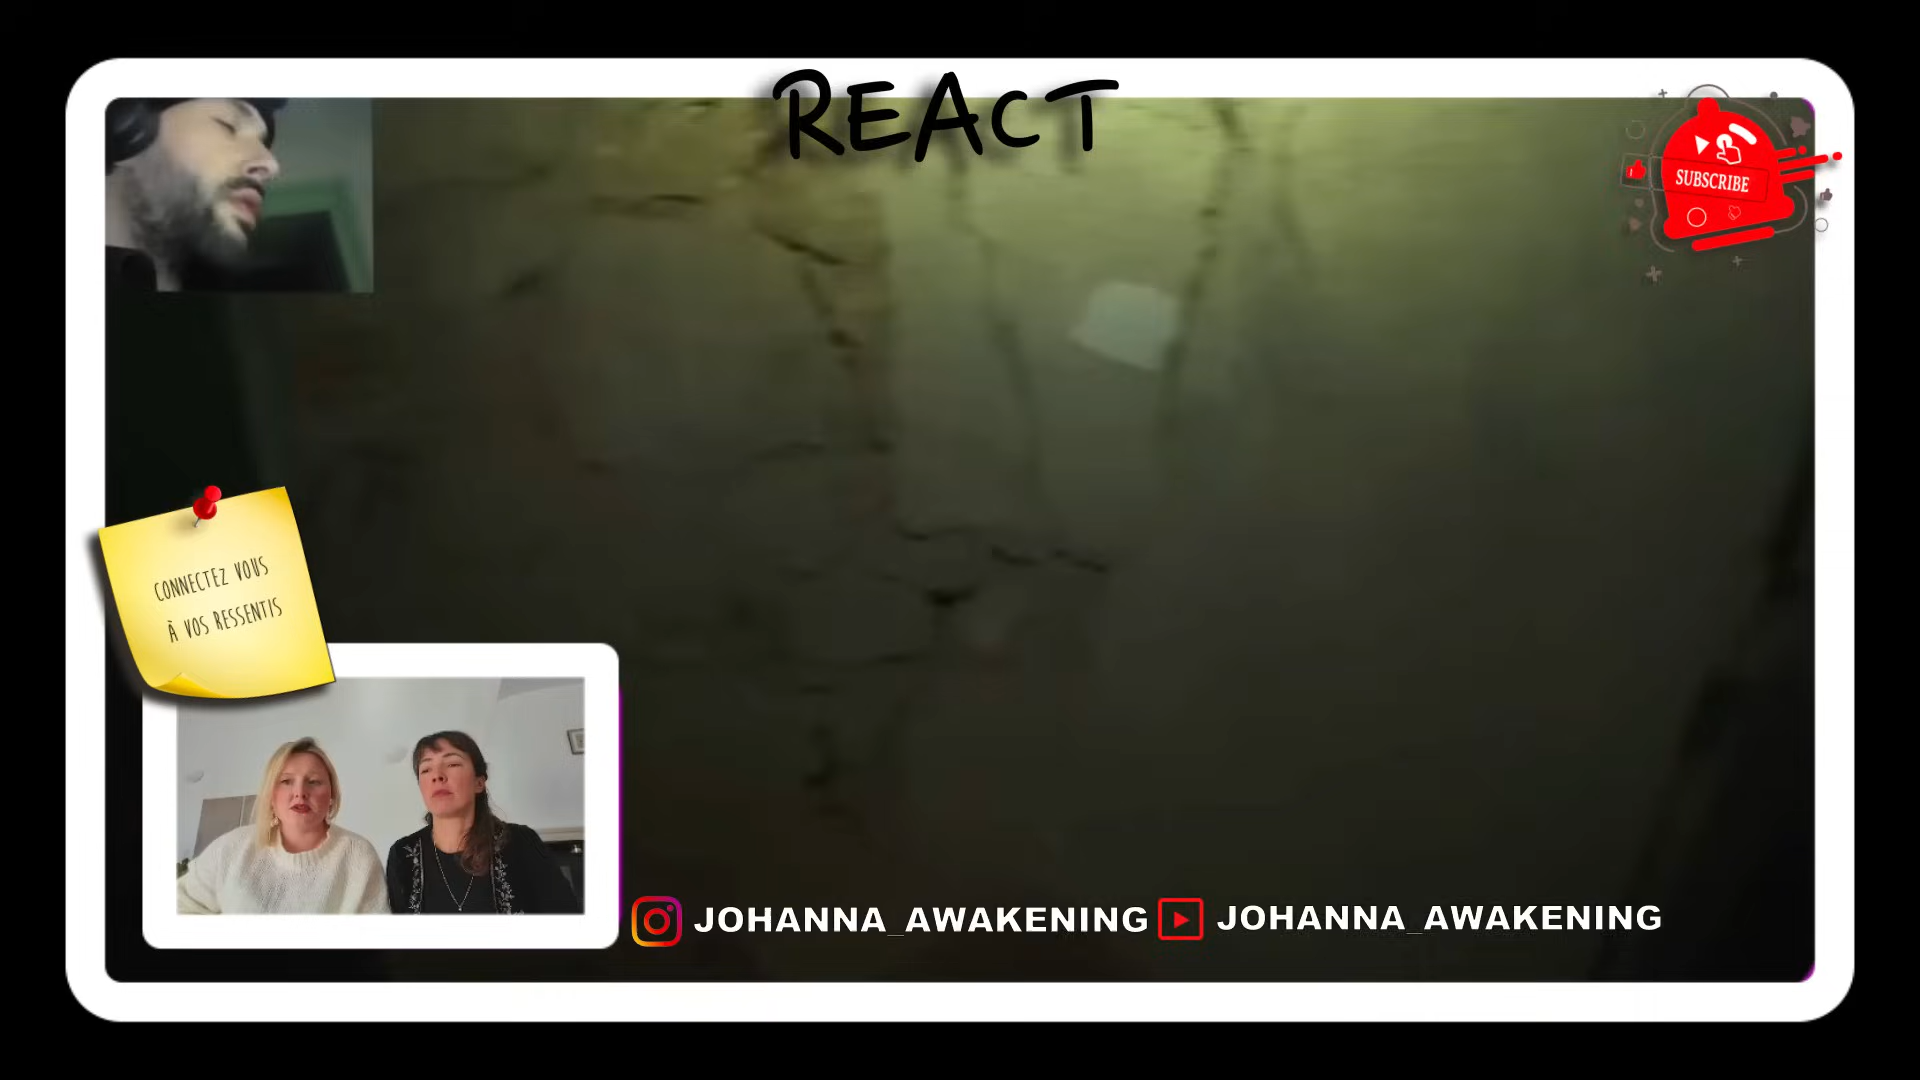 REACT
SUBSCRIBE
CONNECTEZ VOUS
À VOS RESSENTIS
JOHANNA_AWAKENING
JOHANNA_AWAKENING